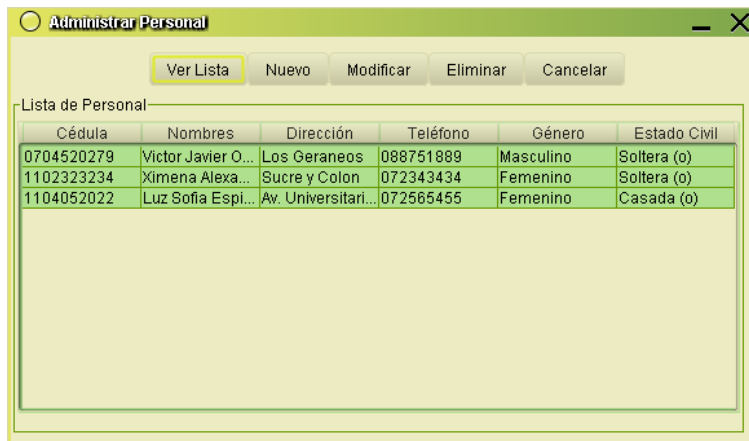 Administrar Personal
Ver Lista Nuevo Modificar Eliminar Cancelar
Lista de Personal
Cédula Nombres Dirección Teléfono Género Estado Civil
0704520279 Victor Javier O... Los Geraneos 088751889 Masculino Soltera (o)
1102323234 Ximena Alexa... Sucre y Colon 072343434 Femenino Soltera (o)
1104052022 Luz Sofia Espi... Av. Universitari... 072565455 Femenino Casada (o)